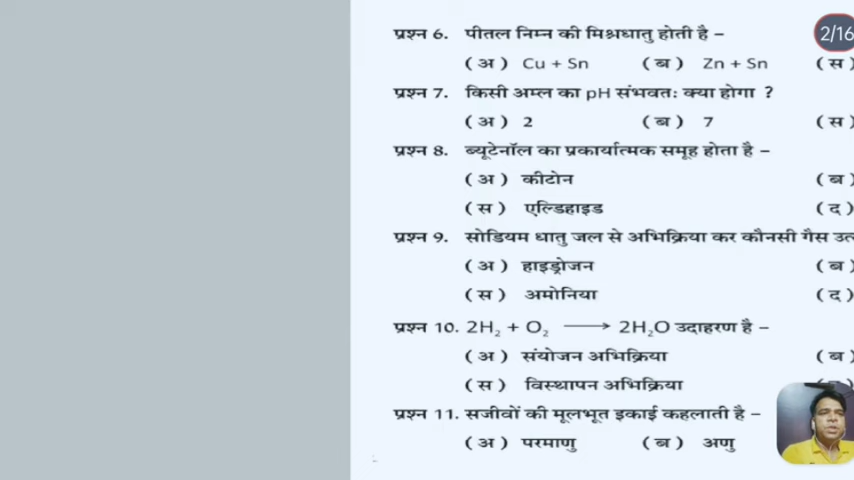 2/16
प्रश्न 6. पीतल निम्न की मिश्रधातु होती है –
(अ) Cu + Sn (ब) Zn + Sn (स)
प्रश्न 7. किसी अम्ल का pH संभवतः क्या होगा ?
(अ) 2 (ब) 7 (स)
प्रश्न 8. ब्यूटेनॉल का प्रकार्यात्मक समूह होता है –
(अ) कीटोन (ब)
(स) एल्डिहाइड (द)
प्रश्न 9. सोडियम धातु जल से अभिक्रिया कर कौनसी गैस
(अ) हाइड्रोजन (ब)
(स) अमोनिया (द)
प्रश्न 10. 2H₂ + O₂ ⟶ 2H₂O उदाहरण है –
(अ) संयोजन अभिक्रिया (ब)
(स) विस्थापन अभिक्रिया
प्रश्न 11. सजीवों की मूलभूत इकाई कहलाती है –
(अ) परमाणु (ब) अणु